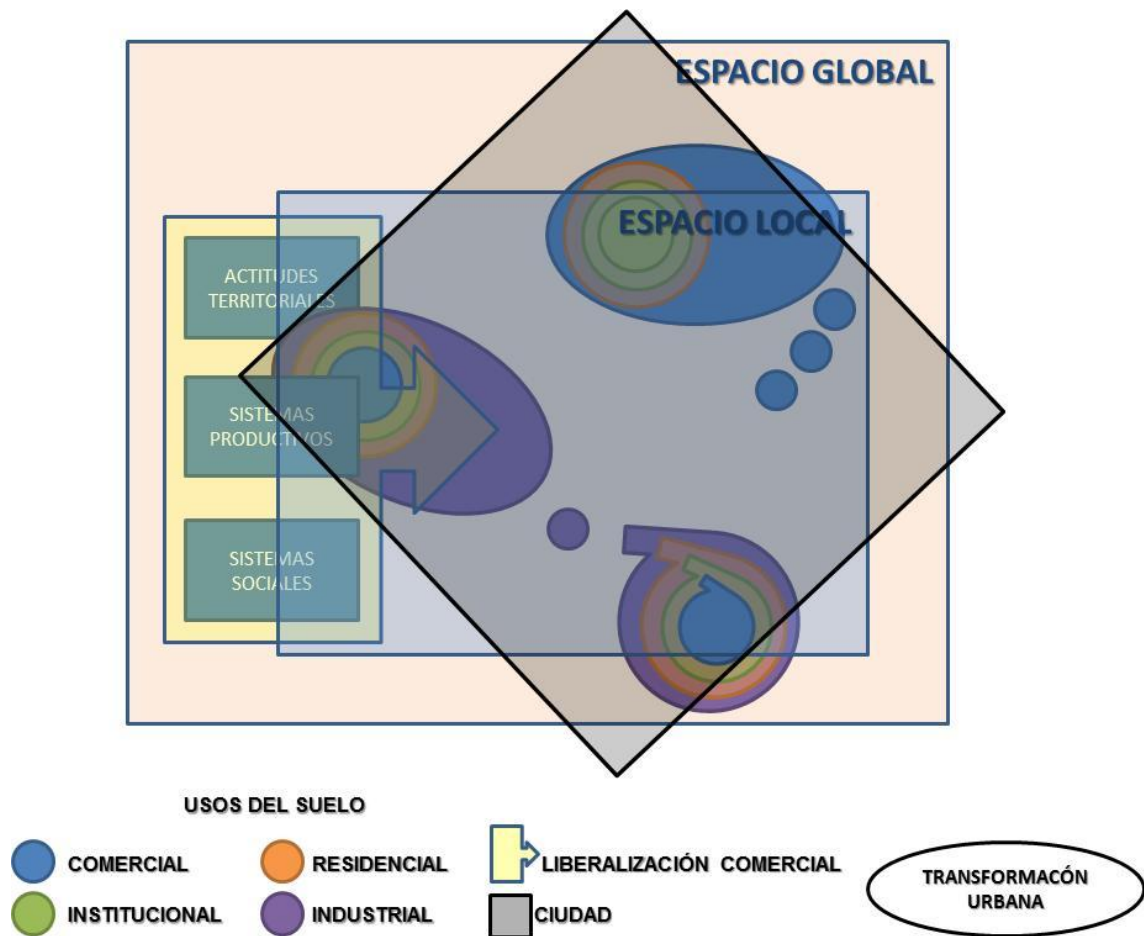 ESPACIO GLOBAL
ESPACIO LOCAL
ACTITUDES
TERRITORIALES
SISTEMAS
PRODUCTIVOS
SISTEMAS
SOCIALES
USOS DEL SUELO
COMERCIAL
RESIDENCIAL
LIBERALIZACIÓN COMERCIAL
INSTITUCIONAL
INDUSTRIAL
CIUDAD
TRANSFORMACÓN
URBANA